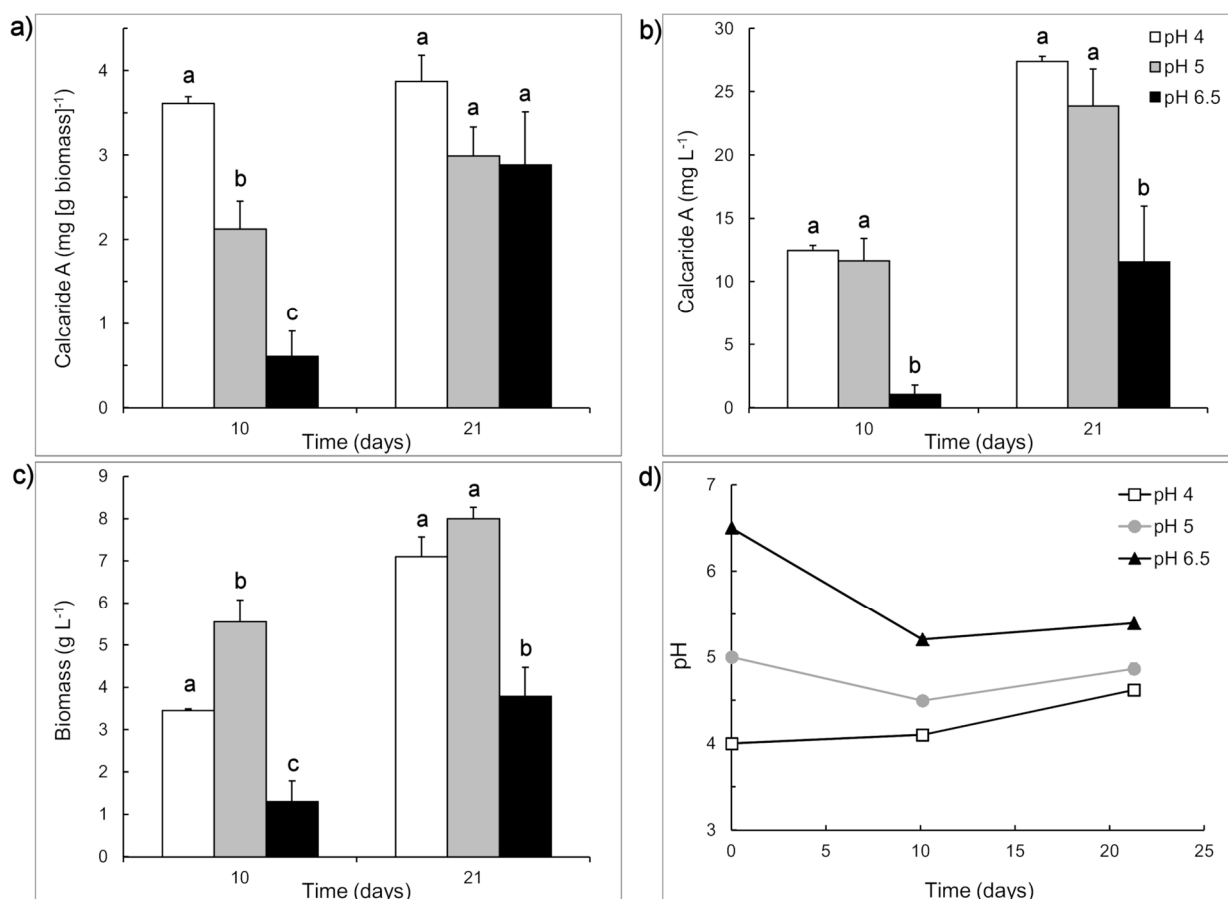 a)
Calcaride A (mg [g biomass]-1)
4
3
2
1
0
a
b
c
a
a
a
10
21
Time (days)
b)
Calcaride A (mg L-1)
30
25
20
15
10
5
0
pH 4
pH 5
pH 6.5
a
a
b
a
a
b
10
21
Time (days)
c)
Biomass (g L-1)
9
8
7
6
5
4
3
2
1
0
a
b
c
a
a
b
10
21
Time (days)
d)
pH
7
6
5
4
3
pH 4
pH 5
pH 6.5
0
5
10
15
20
25
Time (days)